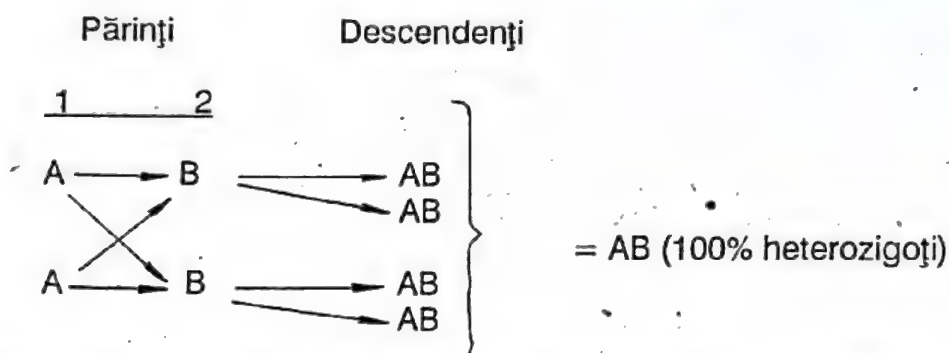 Părinţi Descendenţi
1 2
A B AB
AB
= AB (100% heterozigoţi)
A B AB
AB